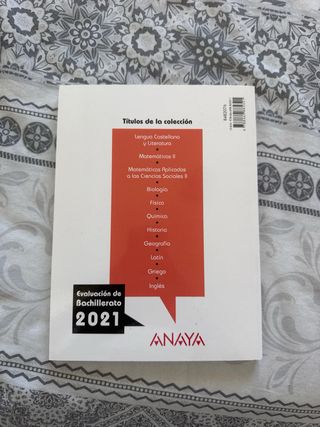 Títulos de la colección
Lengua Castellana
y Literatura
Matemáticas II
Matemáticas Aplicadas
a las Ciencias Sociales II
Biología
Física
Química
Historia
Geografía
Latín
Griego
Inglés
Evaluación de
Bachillerato
2021
ANAYA